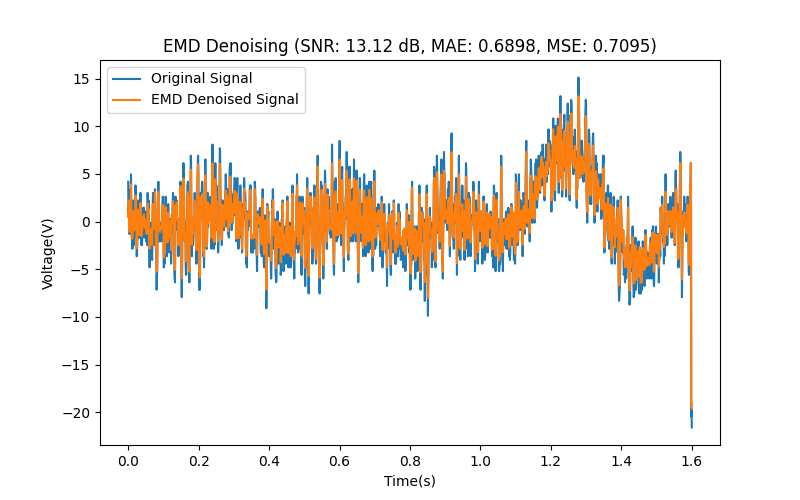 EMD Denoising (SNR: 13.12 dB, MAE: 0.6898, MSE: 0.7095)
Original Signal
EMD Denoised Signal
15
10
5
0
−5
−10
−15
−20
Voltage(V)
0.0 0.2 0.4 0.6 0.8 1.0 1.2 1.4 1.6
Time(s)